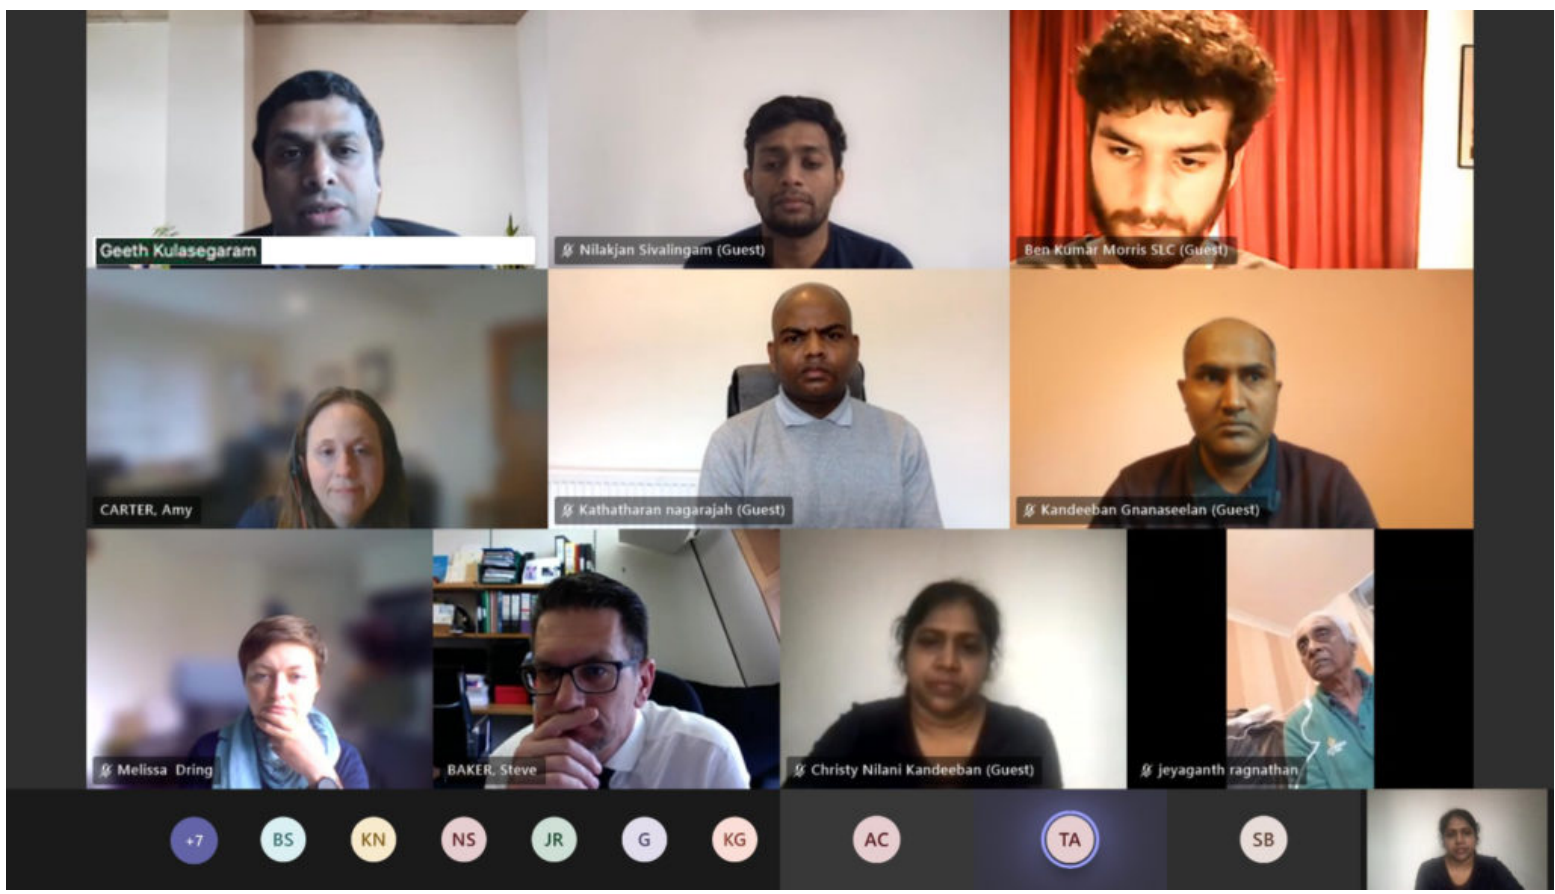 Geeth Kulasegaram
Nilakjan Sivalingam (Guest)
Ben Kumar Morris SLC (Guest)
CARTER, Amy
Kathatharan nagarajah (Guest)
Kandeeban Gnanaseelan (Guest)
Melissa Dring
BAKER, Steve
Christy Nilani Kandeeban (Guest)
jeyaganth ragnathan
+7
BS
KN
NS
JR
G
KG
AC
TA
SB